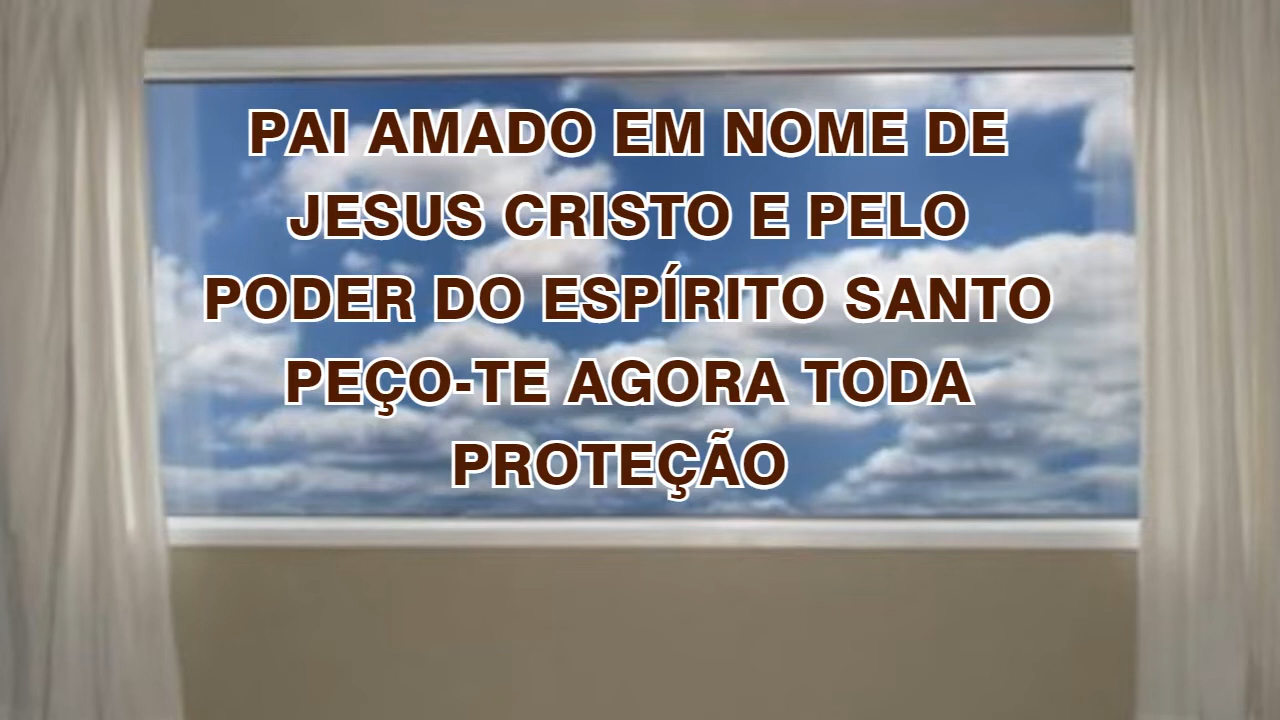 PAI AMADO EM NOME DE
JESUS CRISTO E PELO
PODER DO ESPÍRITO SANTO
PEÇO-TE AGORA TODA
PROTEÇÃO